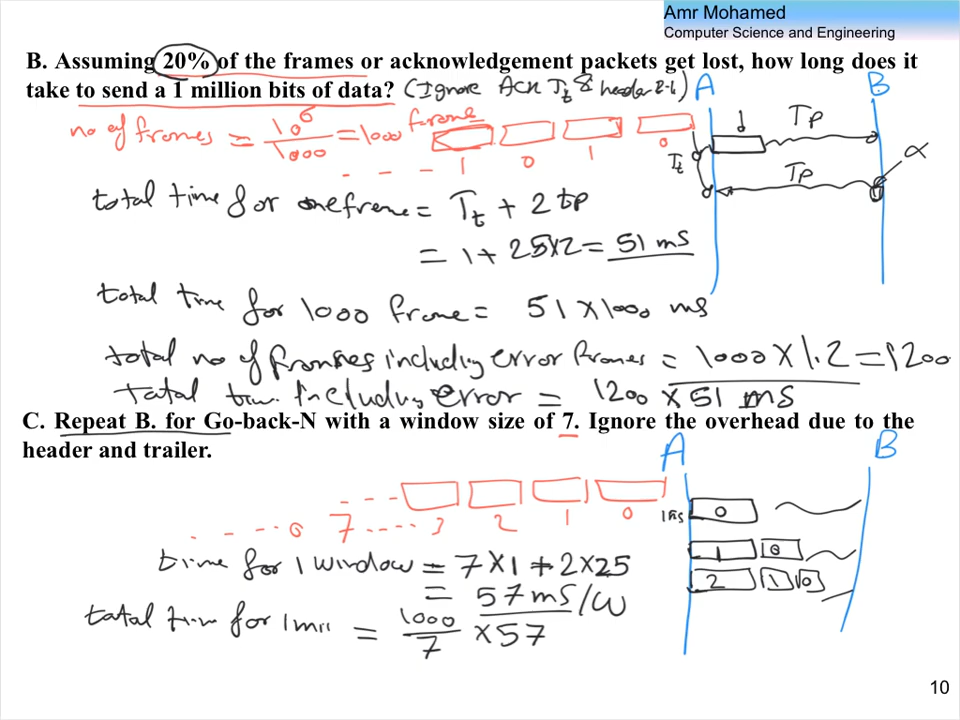 Amr Mohamed
Computer Science and Engineering
B. Assuming 20% of the frames or acknowledgement packets get lost, how long does it
take to send a 1 million bits of data? (Ignore Ack Tt & header
A B
no of frames = 10^6 / 1000 = 1000 frame
1 0 1 0
- - -
Tt Tp
Tp α
total time for one frame = Tt + 2 tp
= 1 + 25x2 = 51 ms
total time for 1000 frame = 51 x 1000 ms
total no of frames including error frames = 1000 x 1.2 = 1200
total time including error = 1200 x 51 ms
C. Repeat B. for Go-back-N with a window size of 7. Ignore the overhead due to the
header and trailer.
A B
3 2 1 0
0 7
1ms 0
1 0
2 1 0
time for 1 window = 7 x 1 + 2 x 25
= 57 ms/W
total time for 1 = 1000 / 7 x 57
10